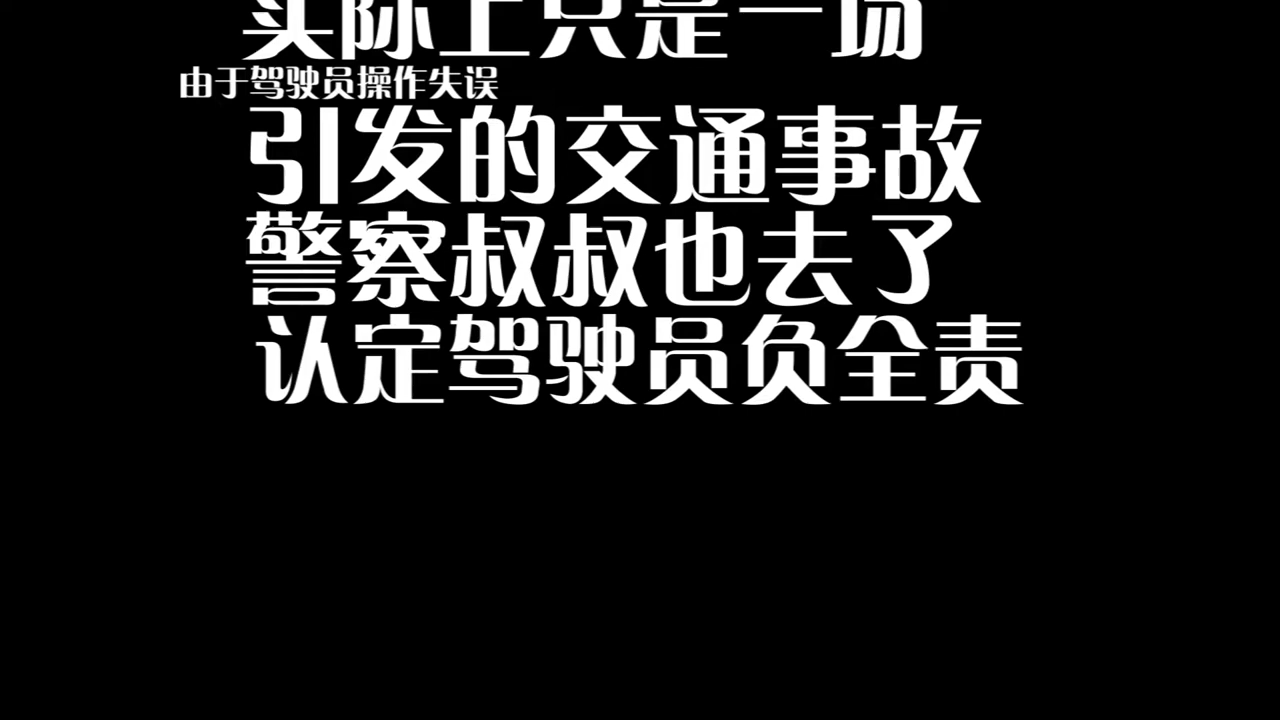 实际上只是一场
由于驾驶员操作失误
引发的交通事故
警察叔叔也去了
认定驾驶员负全责